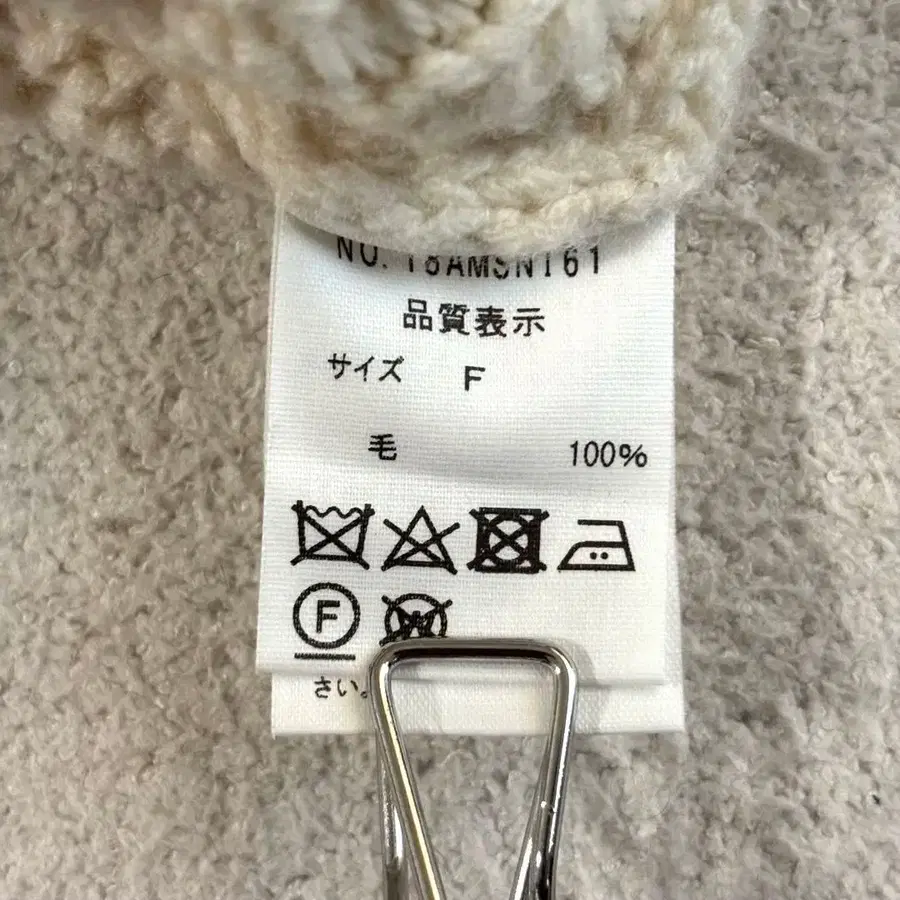 NO. 18AMSN161
品質表示
サイズ F
毛 100%
F
W
さい。